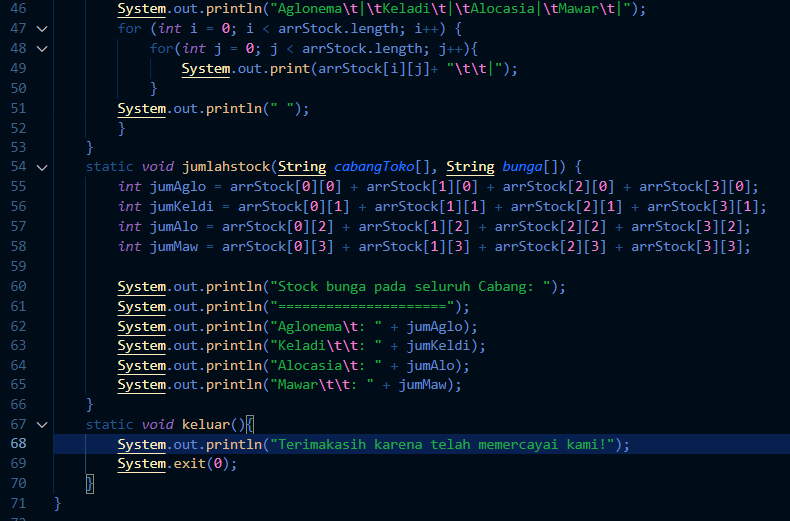 46 System.out.println("Aglonema\t|\tKeladi\t|\tAlocasia|\tMawar\t|");
47 for (int i = 0; i < arrStock.length; i++) {
48 for(int j = 0; j < arrStock.length; j++){
49 System.out.print(arrStock[i][j]+ "\t\t|");
50 }
51 System.out.println(" ");
52 }
53 }
54 static void jumlahstock(String cabangToko[], String bunga[]) {
55 int jumAglo = arrStock[0][0] + arrStock[1][0] + arrStock[2][0] + arrStock[3][0];
56 int jumKeldi = arrStock[0][1] + arrStock[1][1] + arrStock[2][1] + arrStock[3][1];
57 int jumAlo = arrStock[0][2] + arrStock[1][2] + arrStock[2][2] + arrStock[3][2];
58 int jumMaw = arrStock[0][3] + arrStock[1][3] + arrStock[2][3] + arrStock[3][3];
59
60 System.out.println("Stock bunga pada seluruh Cabang: ");
61 System.out.println("=====================");
62 System.out.println("Aglonema\t: " + jumAglo);
63 System.out.println("Keladi\t\t: " + jumKeldi);
64 System.out.println("Alocasia\t: " + jumAlo);
65 System.out.println("Mawar\t\t: " + jumMaw);
66 }
67 static void keluar(){
68 System.out.println("Terimakasih karena telah memercayai kami!");
69 System.exit(0);
70 }
71 }